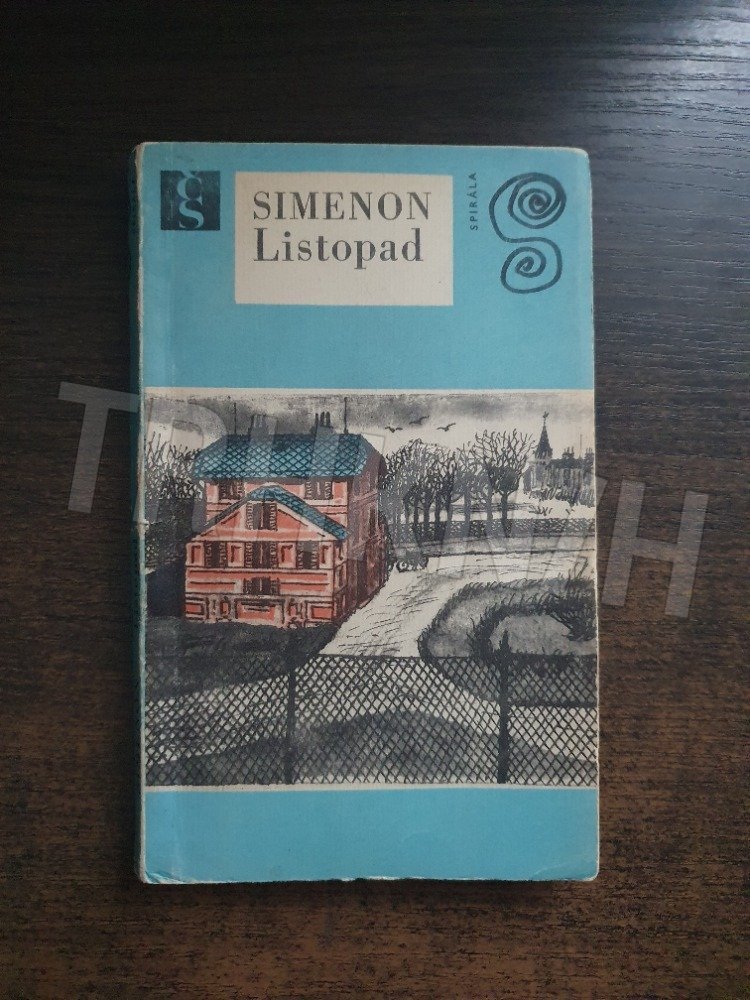 čs
SIMENON
Listopad
SPIRÁLA